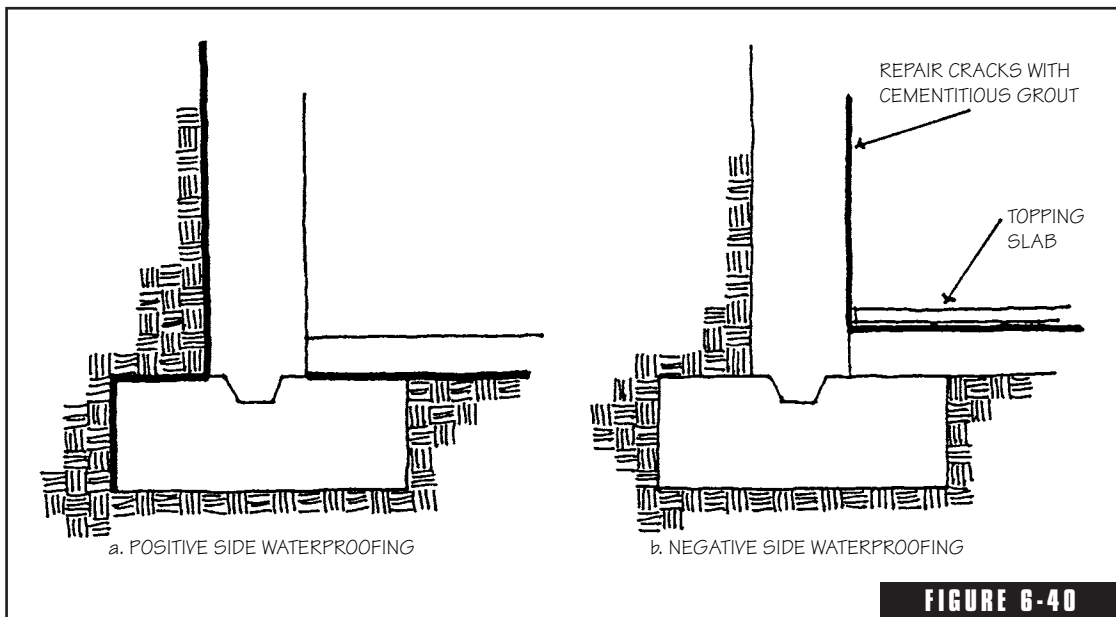 REPAIR CRACKS WITH
CEMENTITIOUS GROUT
TOPPING
SLAB
a. POSITIVE SIDE WATERPROOFING
b. NEGATIVE SIDE WATERPROOFING
FIGURE 6-40